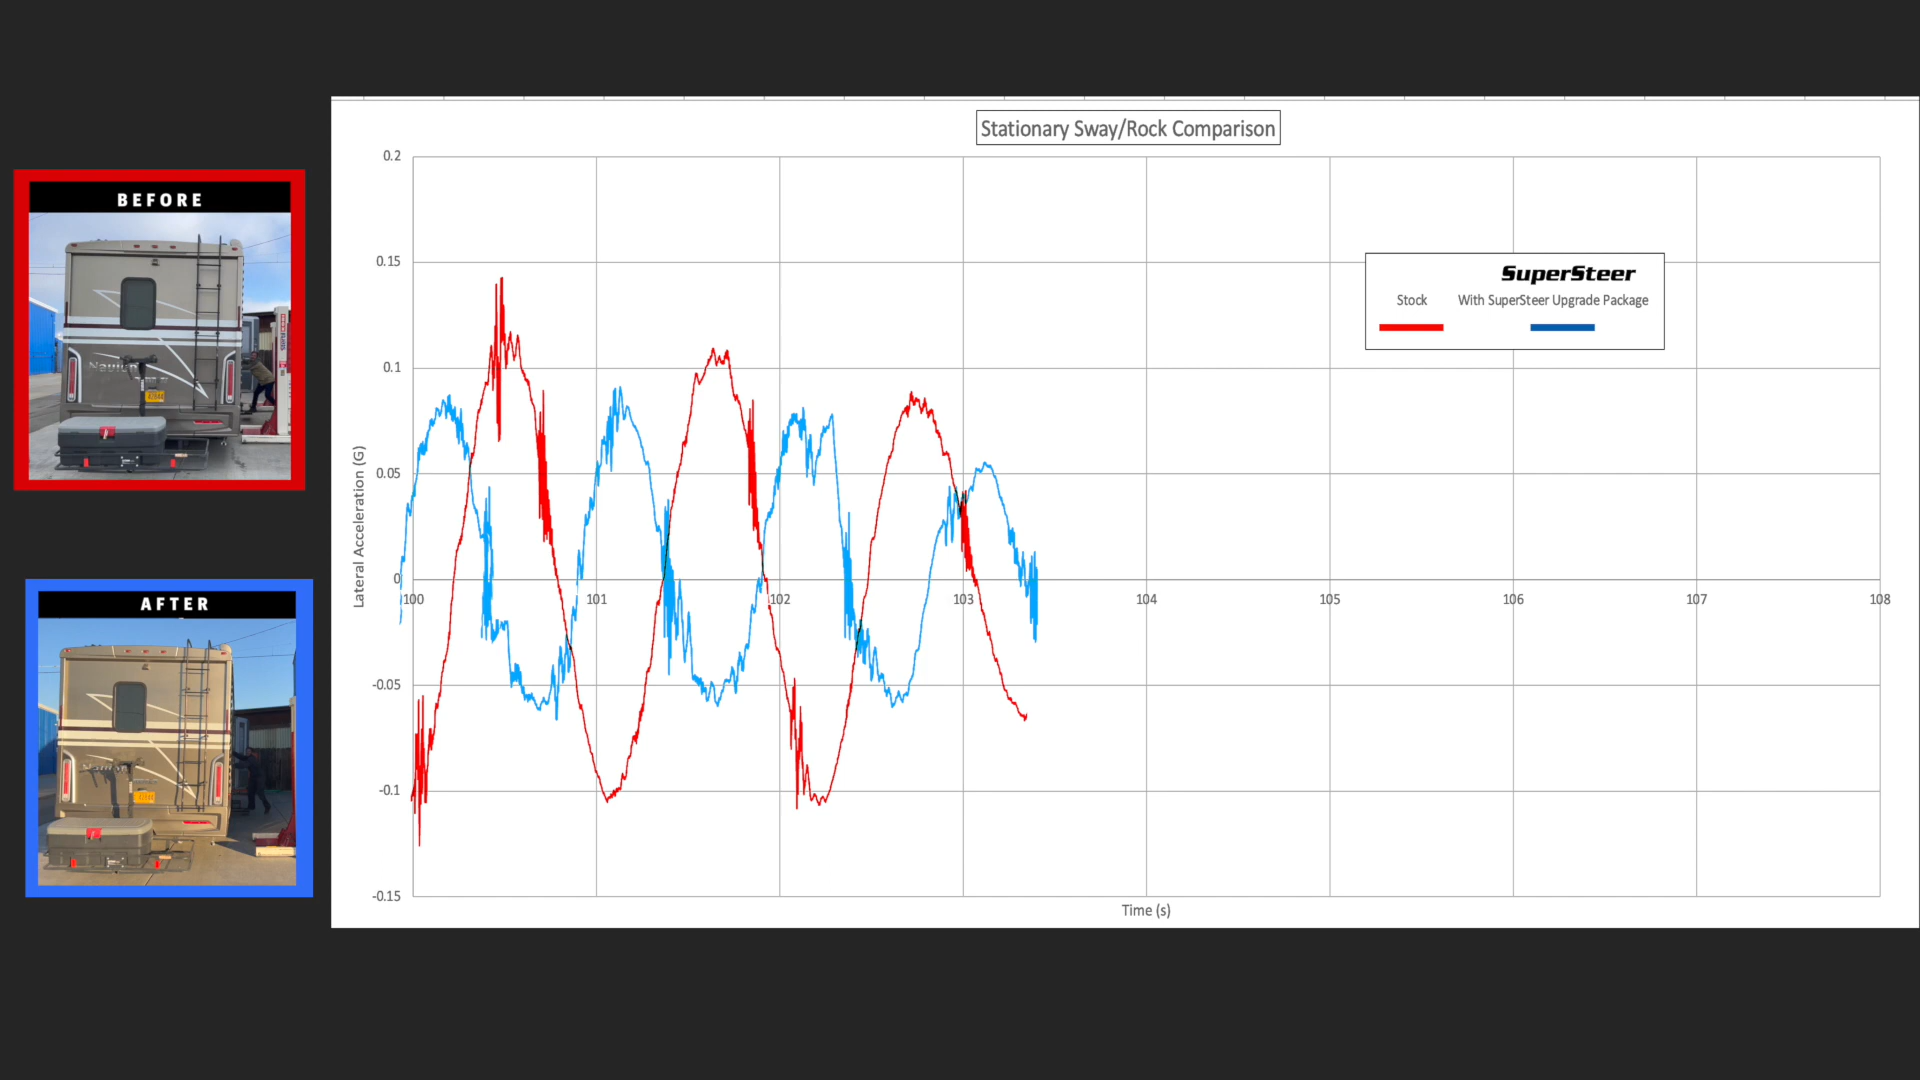 Stationary Sway/Rock Comparison
BEFORE
AFTER
SuperSteer
Stock
With SuperSteer Upgrade Package
Lateral Acceleration (G)
0.2
0.15
0.1
0.05
0
-0.05
-0.1
-0.15
100
101
102
103
104
105
106
107
108
Time (s)